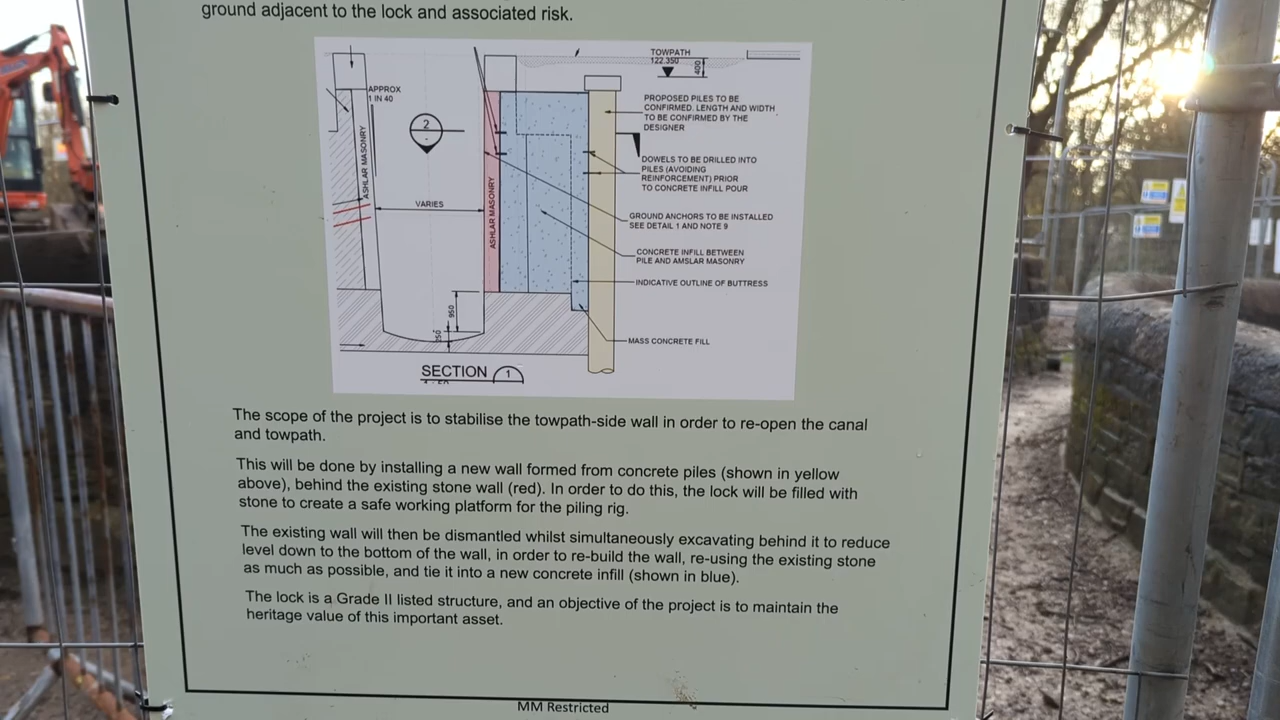 ground adjacent to the lock and associated risk.
TOWPATH
122.350
400
APPROX
1 IN 40
2
ASHLAR MASONRY
VARIES
ASHLAR MASONRY
PROPOSED PILES TO BE
CONFIRMED. LENGTH AND WIDTH
TO BE CONFIRMED BY THE
DESIGNER
DOWELS TO BE DRILLED INTO
PILES (AVOIDING
REINFORCEMENT) PRIOR
TO CONCRETE INFILL POUR
GROUND ANCHORS TO BE INSTALLED
SEE DETAIL 1 AND NOTE 9
CONCRETE INFILL BETWEEN
PILE AND AMSLAR MASONRY
INDICATIVE OUTLINE OF BUTTRESS
950
250
MASS CONCRETE FILL
SECTION 1
The scope of the project is to stabilise the towpath-side wall in order to re-open the canal
and towpath.
This will be done by installing a new wall formed from concrete piles (shown in yellow
above), behind the existing stone wall (red). In order to do this, the lock will be filled with
stone to create a safe working platform for the piling rig.
The existing wall will then be dismantled whilst simultaneously excavating behind it to reduce
level down to the bottom of the wall, in order to re-build the wall, re-using the existing stone
as much as possible, and tie it into a new concrete infill (shown in blue).
The lock is a Grade II listed structure, and an objective of the project is to maintain the
heritage value of this important asset.
MM Restricted